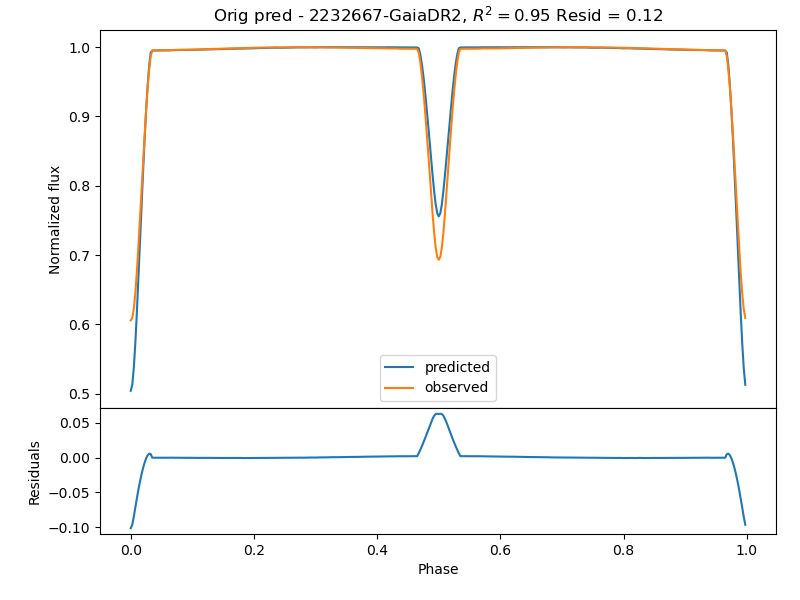 Orig pred - 2232667-GaiaDR2, R² = 0.95 Resid = 0.12
1.0
0.9
0.8
0.7
0.6
0.5
Normalized flux
predicted
observed
0.05
0.00
−0.05
−0.10
Residuals
0.0 0.2 0.4 0.6 0.8 1.0
Phase